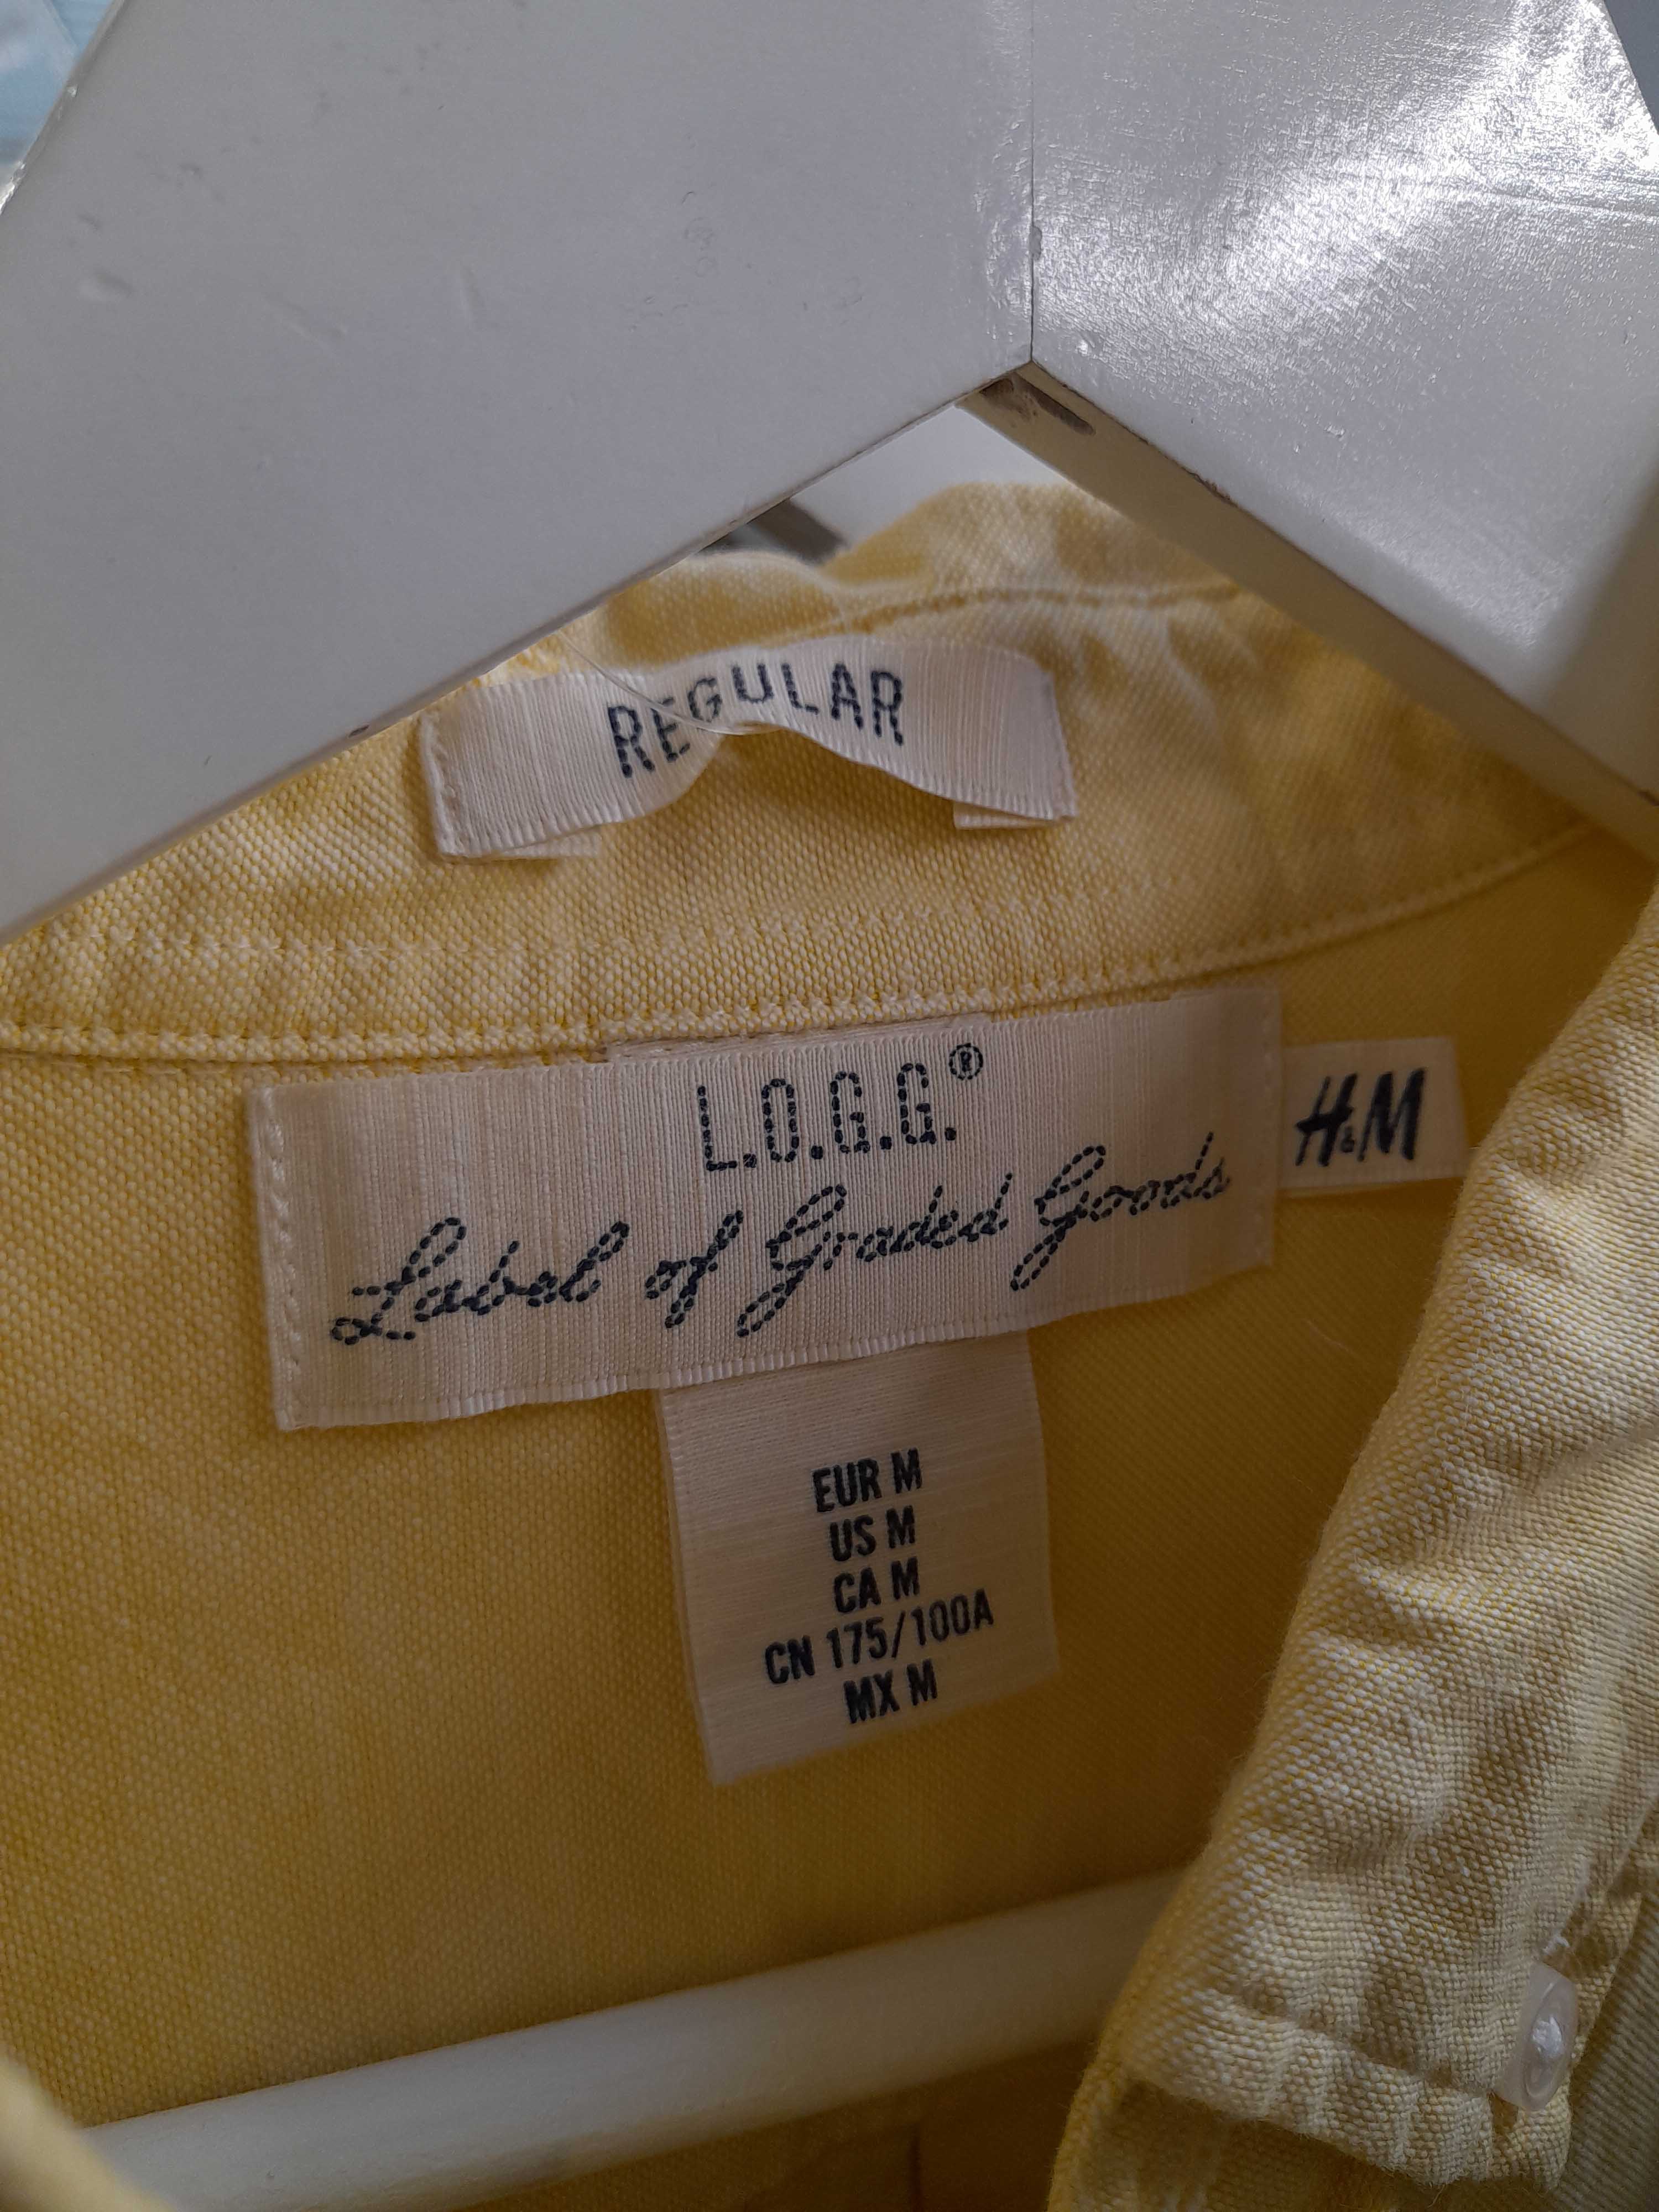 REGULAR
L.O.G.G.®
Label of Graded Goods
H&M
EUR M
US M
CA M
CN 175/100A
MX M